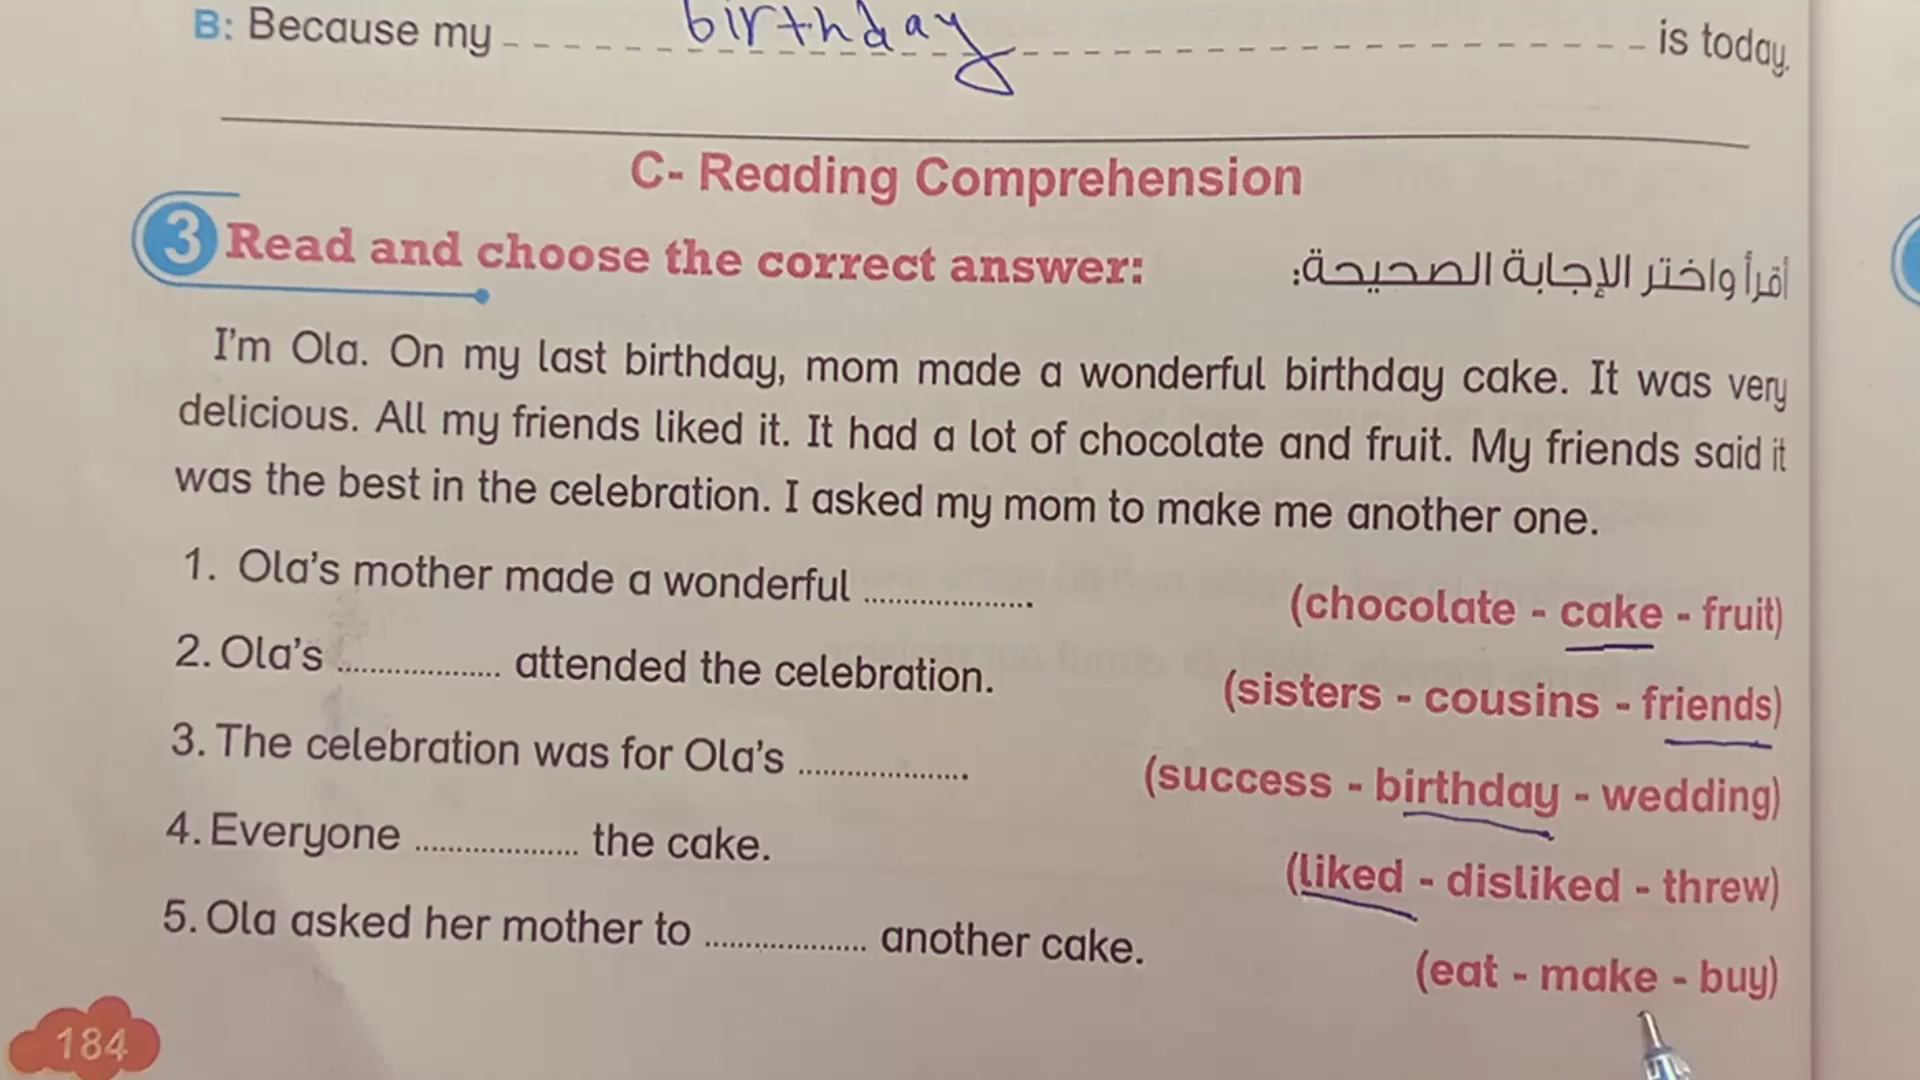 B: Because my birthday is today.
C- Reading Comprehension
3 Read and choose the correct answer: أقرأ واختر الإجابة الصحيحة:
I'm Ola. On my last birthday, mom made a wonderful birthday cake. It was very
delicious. All my friends liked it. It had a lot of chocolate and fruit. My friends said it
was the best in the celebration. I asked my mom to make me another one.
1. Ola's mother made a wonderful .................... (chocolate - cake - fruit)
2. Ola's .................... attended the celebration. (sisters - cousins - friends)
3. The celebration was for Ola's .................... (success - birthday - wedding)
4. Everyone .................... the cake. (liked - disliked - threw)
5. Ola asked her mother to .................... another cake. (eat - make - buy)
184